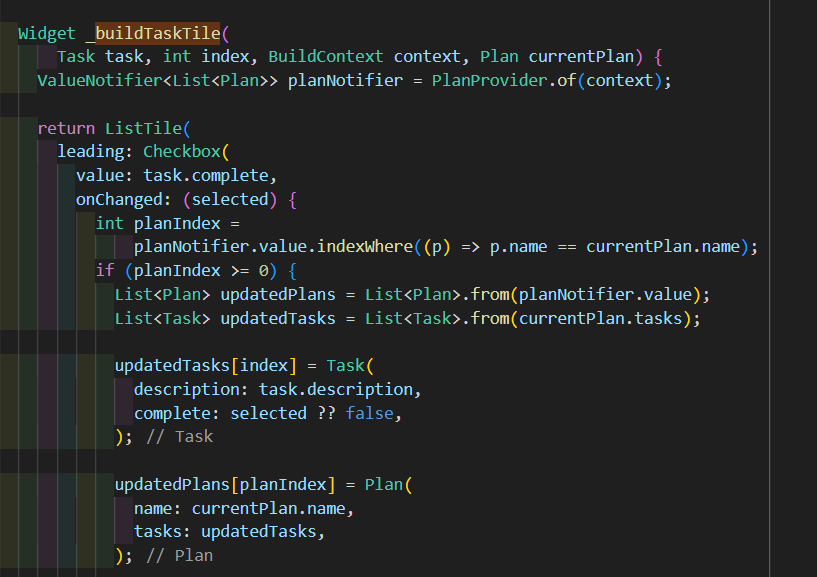 Widget _buildTaskTile(
    Task task, int index, BuildContext context, Plan currentPlan) {
  ValueNotifier<List<Plan>> planNotifier = PlanProvider.of(context);
  return ListTile(
    leading: Checkbox(
      value: task.complete,
      onChanged: (selected) {
        int planIndex =
            planNotifier.value.indexWhere((p) => p.name == currentPlan.name);
        if (planIndex >= 0) {
          List<Plan> updatedPlans = List<Plan>.from(planNotifier.value);
          List<Task> updatedTasks = List<Task>.from(currentPlan.tasks);
          updatedTasks[index] = Task(
            description: task.description,
            complete: selected ?? false,
          ); // Task
          updatedPlans[planIndex] = Plan(
            name: currentPlan.name,
            tasks: updatedTasks,
          ); // Plan